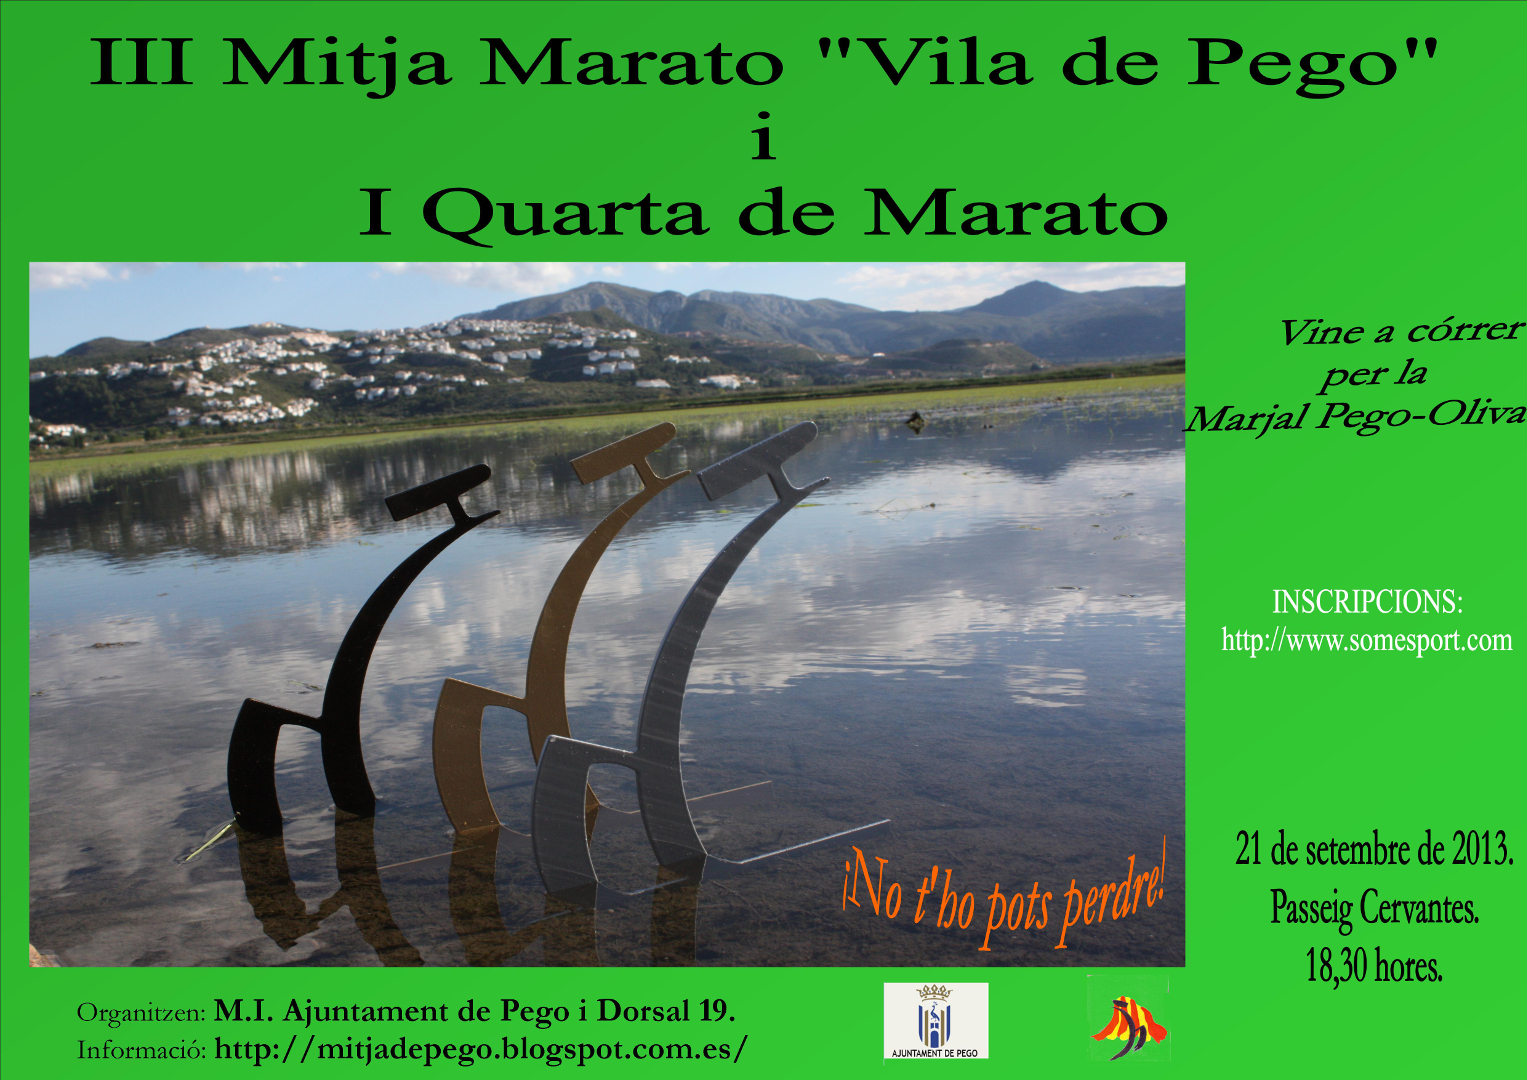 III Mitja Marato "Vila de Pego"
i
I Quarta de Marato
Vine a córrer
per la
Marjal Pego-Oliva
INSCRIPCIONS:
http://www.somesport.com
¡No t'ho pots perdre!
21 de setembre de 2013.
Passeig Cervantes.
18,30 hores.
Organitzen: M.I. Ajuntament de Pego i Dorsal 19.
Informació: http://mitjadepego.blogspot.com.es/
AJUNTAMENT DE PEGO